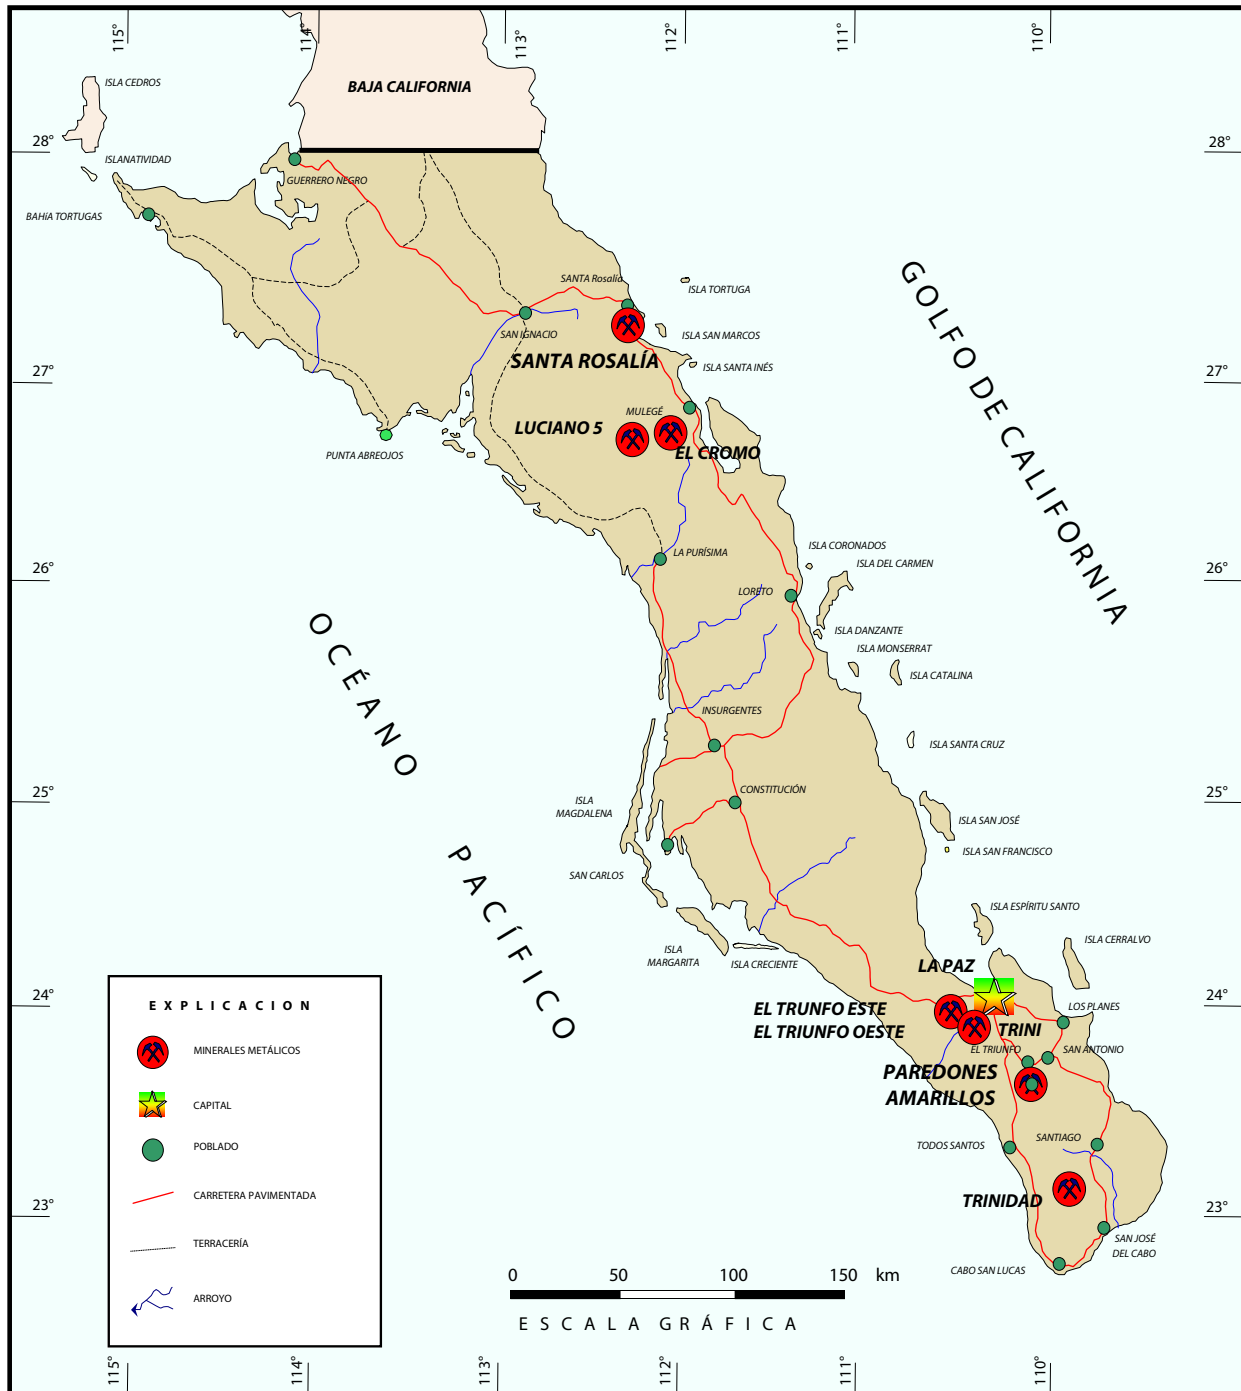 115°
114°
113°
112°
111°
110°
BAJA CALIFORNIA
ISLA CEDROS
28°
28°
ISLANATIVIDAD
GUERRERO NEGRO
BAHíA TORTUGAS
GOLFO DE CALIFORNIA
SANTA Rosalía
ISLA TORTUGA
SAN IGNACIO
ISLA SAN MARCOS
SANTA ROSALÍA
ISLA SANTA INÉS
27°
27°
MULEGÉ
LUCIANO 5
EL CROMO
PUNTA ABREOJOS
LA PURÍSIMA
ISLA CORONADOS
ISLA DEL CARMEN
26°
26°
LORETO
OCÉANO PACÍFICO
ISLA DANZANTE
ISLA MONSERRAT
ISLA CATALINA
INSURGENTES
ISLA SANTA CRUZ
CONSTITUCIÓN
25°
25°
ISLA
MAGDALENA
ISLA SAN JOSÉ
ISLA SAN FRANCISCO
SAN CARLOS
ISLA ESPÍRITU SANTO
ISLA CERRALVO
ISLA
MARGARITA
ISLA CRECIENTE
LA PAZ
24°
24°
EL TRUNFO ESTE
EL TRIUNFO OESTE
LOS PLANES
TRINI
EL TRIUNFO
SAN ANTONIO
PAREDONES
AMARILLOS
TODOS SANTOS
SANTIAGO
TRINIDAD
23°
23°
SAN JOSÉ
DEL CABO
CABO SAN LUCAS
EXPLICACION
MINERALES METÁLICOS
CAPITAL
POBLADO
CARRETERA PAVIMENTADA
TERRACERÍA
ARROYO
0 50 100 150 km
ESCALA GRÁFICA
115°
114°
113°
112°
111°
110°